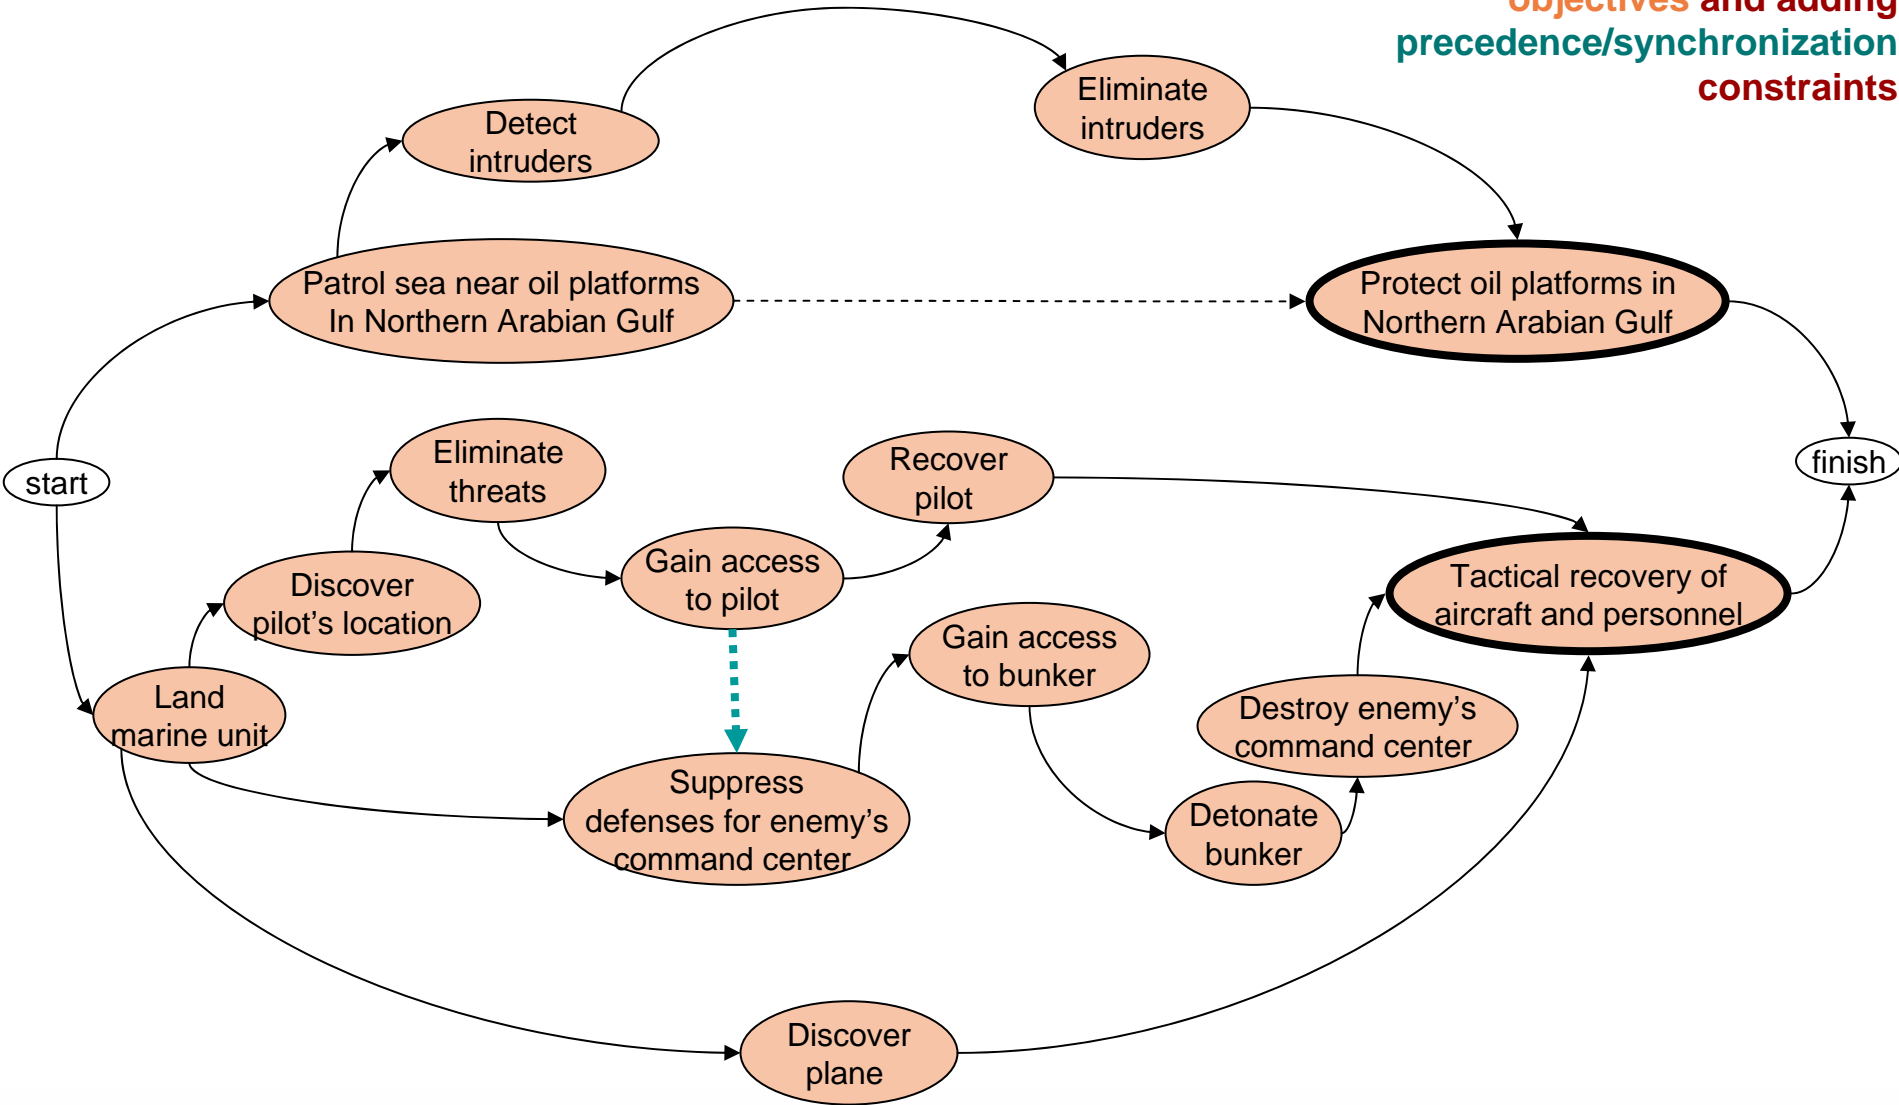 objectives and adding
precedence/synchronization
constraints
Eliminate
intruders
Detect
intruders
Patrol sea near oil platforms
In Northern Arabian Gulf
Protect oil platforms in
Northern Arabian Gulf
start
Eliminate
threats
Recover
pilot
finish
Gain access
to pilot
Discover
pilot's location
Tactical recovery of
aircraft and personnel
Gain access
to bunker
Land
marine unit
Destroy enemy's
command center
Suppress
defenses for enemy's
command center
Detonate
bunker
Discover
plane